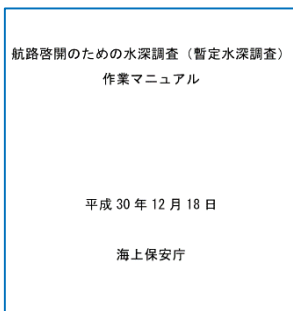 航路啓開のための水深調査（暫定水深調査）
作業マニュアル
平成 30 年 12 月 18 日
海上保安庁